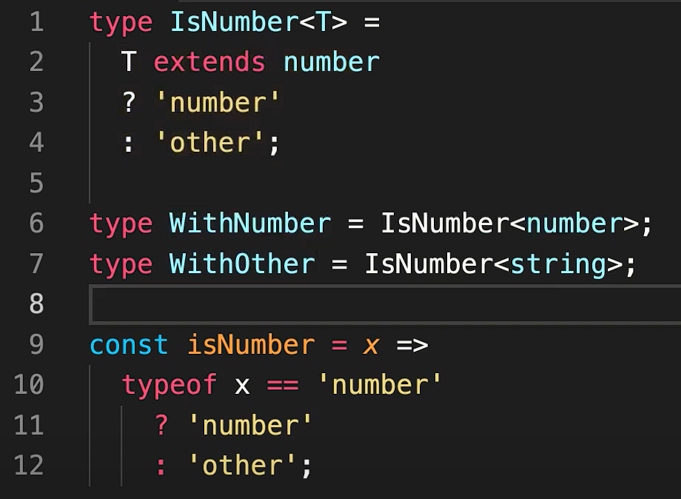 1 type IsNumber<T> =
2   T extends number
3   ? 'number'
4   : 'other';
5
6 type WithNumber = IsNumber<number>;
7 type WithOther = IsNumber<string>;
8
9 const isNumber = x =>
10   typeof x == 'number'
11     ? 'number'
12     : 'other';